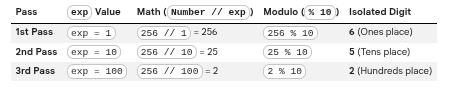 Pass exp Value Math (Number // exp) Modulo (% 10) Isolated Digit
1st Pass exp = 1 256 // 1 = 256 256 % 10 6 (Ones place)
2nd Pass exp = 10 256 // 10 = 25 25 % 10 5 (Tens place)
3rd Pass exp = 100 256 // 100 = 2 2 % 10 2 (Hundreds place)